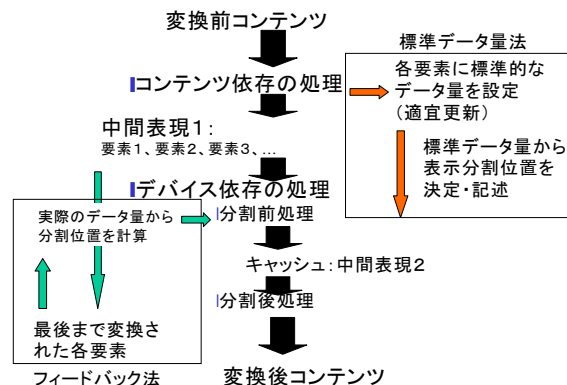 変換前コンテンツ
標準データ量法
コンテンツ依存の処理
各要素に標準的な
データ量を設定
(適宜更新)
中間表現1:
要素1、要素2、要素3、…
標準データ量から
表示分割位置を
決定・記述
デバイス依存の処理
実際のデータ量から
分割位置を計算
分割前処理
キャッシュ:中間表現2
分割後処理
最後まで変換さ
れた各要素
フィードバック法
変換後コンテンツ